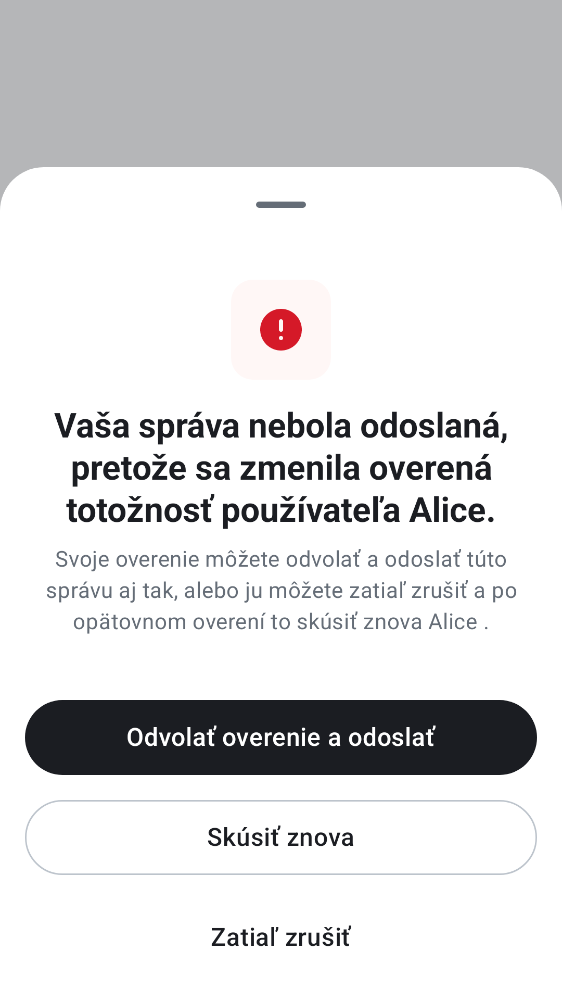 Vaša správa nebola odoslaná,
pretože sa zmenila overená
totožnosť používateľa Alice.
Svoje overenie môžete odvolať a odoslať túto
správu aj tak, alebo ju môžete zatiaľ zrušiť a po
opätovnom overení to skúsiť znova Alice .
Odvolať overenie a odoslať
Skúsiť znova
Zatiaľ zrušiť